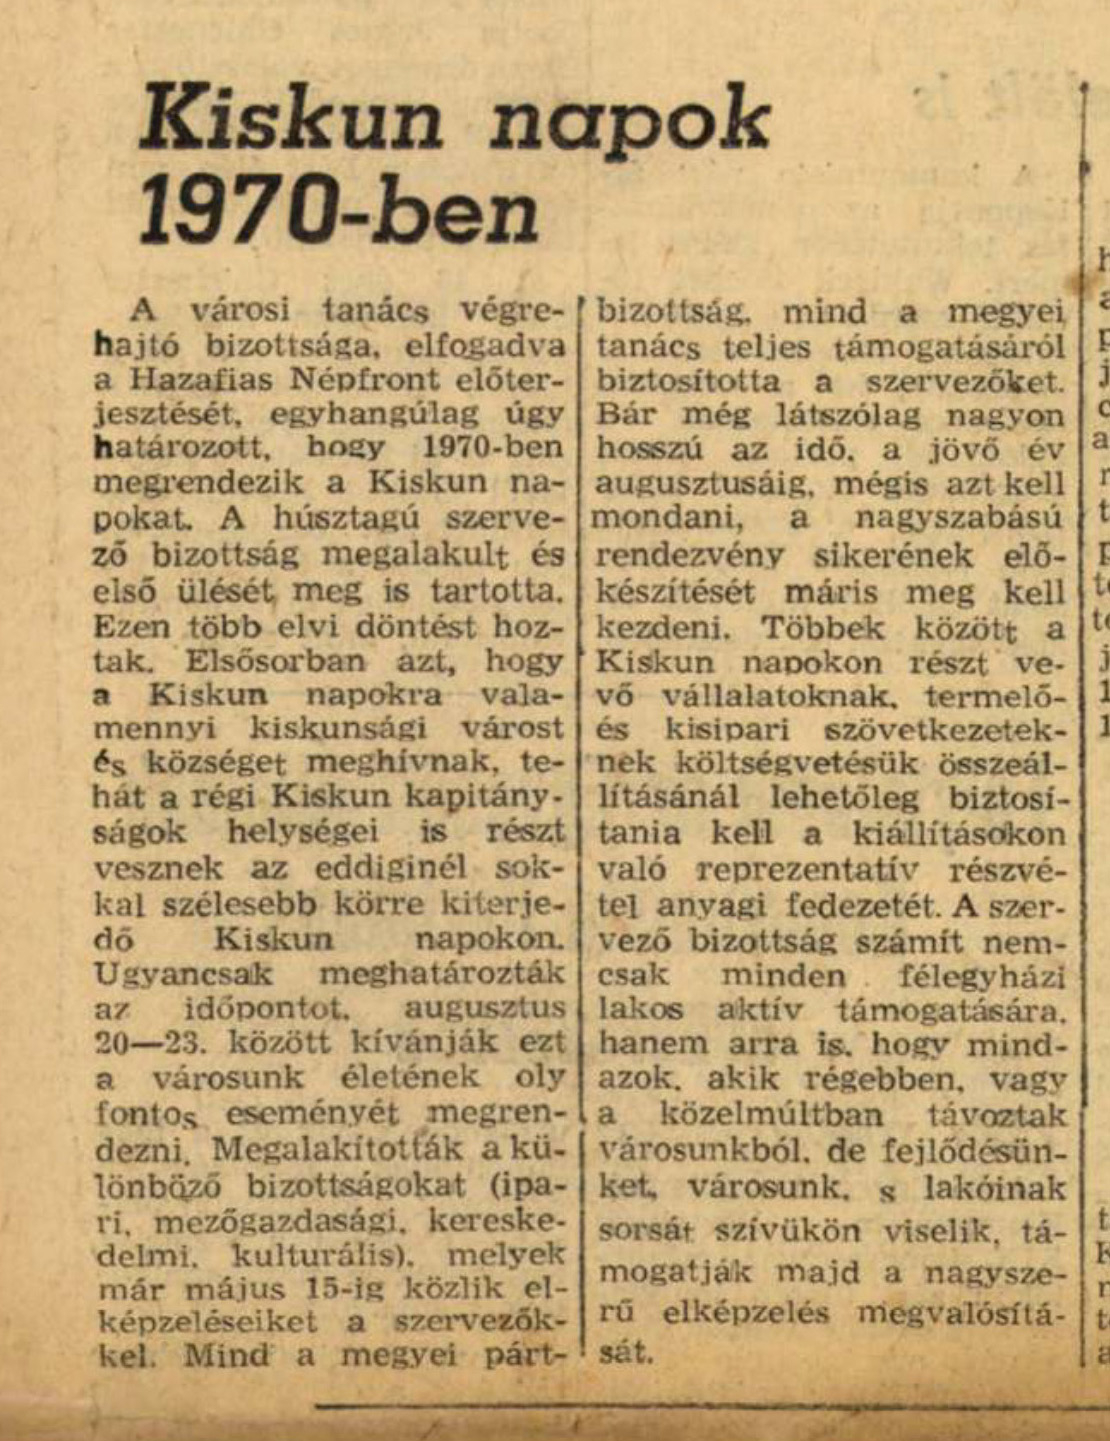 Kiskun napok
1970-ben
A városi tanács végre-
hajtó bizottsága, elfogadva
a Hazafias Népfront előter-
jesztését, egyhangúlag úgy
határozott, hogy 1970-ben
megrendezik a Kiskun na-
pokat. A húsztagú szerve-
ző bizottság megalakult és
első ülését meg is tartotta.
Ezen több elvi döntést hoz-
tak. Elsősorban azt, hogy
a Kiskun napokra vala-
mennyi kiskunsági várost
és községet meghívnak, te-
hát a régi Kiskun kapitány-
ságok helységei is részt
vesznek az eddiginél sok-
kal szélesebb körre kiterje-
dő Kiskun napokon.
Ugyancsak meghatározták
az időpontot, augusztus
20—23. között kívánják ezt
a városunk életének oly
fontos eseményét megren-
dezni. Megalakították a kü-
lönböző bizottságokat (ipa-
ri, mezőgazdasági, kereske-
delmi, kulturális), melyek
már május 15-ig közlik el-
képzeléseiket a szervezők-
kel. Mind a megyei párt-
bizottság, mind a megyei
tanács teljes támogatásáról
biztosította a szervezőket.
Bár még látszólag nagyon
hosszú az idő, a jövő év
augusztusáig, mégis azt kell
mondani, a nagyszabású
rendezvény sikerének elő-
készítését máris meg kell
kezdeni. Többek között a
Kiskun napokon részt ve-
vő vállalatoknak, termelő-
és kisipari szövetkezetek-
nek költségvetésük összeál-
lításánál lehetőleg biztosí-
tania kell a kiállításokon
való reprezentatív részvé-
tel anyagi fedezetét. A szer-
vező bizottság számít nem-
csak minden félegyházi
lakos aktív támogatására,
hanem arra is, hogy mind-
azok, akik régebben, vagy
a közelmúltban távoztak
városunkból, de fejlődésün-
ket, városunk, s lakóinak
sorsát szívükön viselik, tá-
mogatják majd a nagysze-
rű elképzelés megvalósítá-
sát.